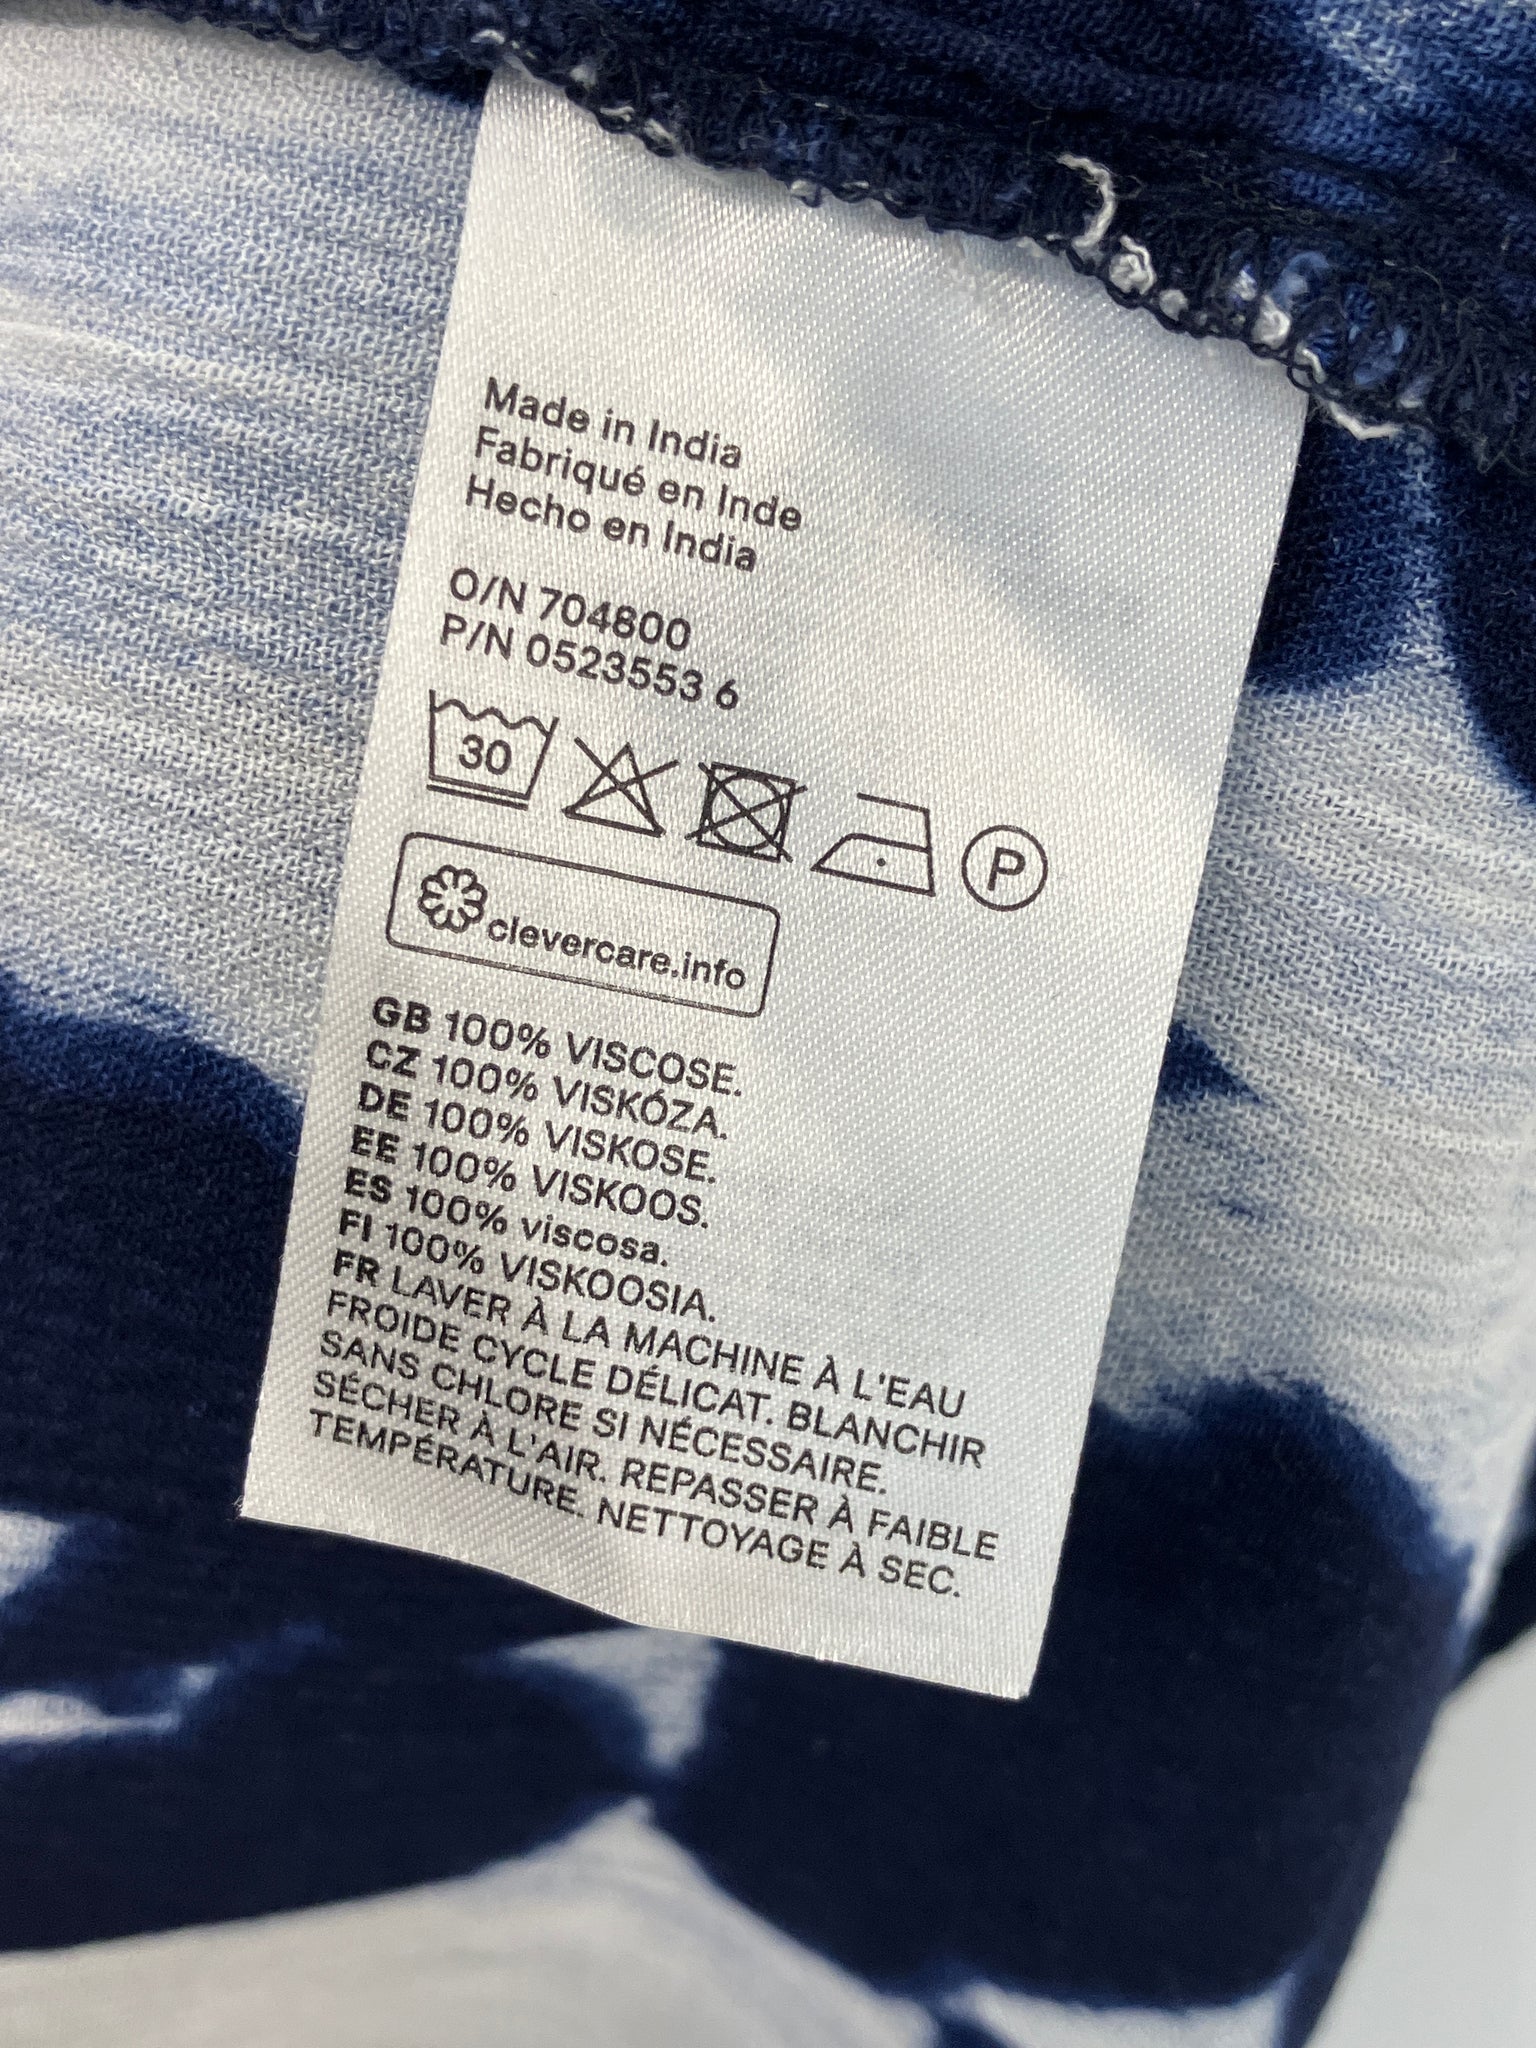 Made in India
Fabriqué en Inde
Hecho en India
O/N 704800
P/N 0523553 6
30
P
clevercare.info
GB 100% VISCOSE.
CZ 100% VISKÓZA.
DE 100% VISKOSE.
EE 100% VISKOOS.
ES 100% viscosa.
FI 100% VISKOOSIA.
FR LAVER À LA MACHINE À L'EAU
FROIDE CYCLE DÉLICAT. BLANCHIR
SANS CHLORE SI NÉCESSAIRE.
SÉCHER À L'AIR. REPASSER À FAIBLE
TEMPÉRATURE. NETTOYAGE À SEC.